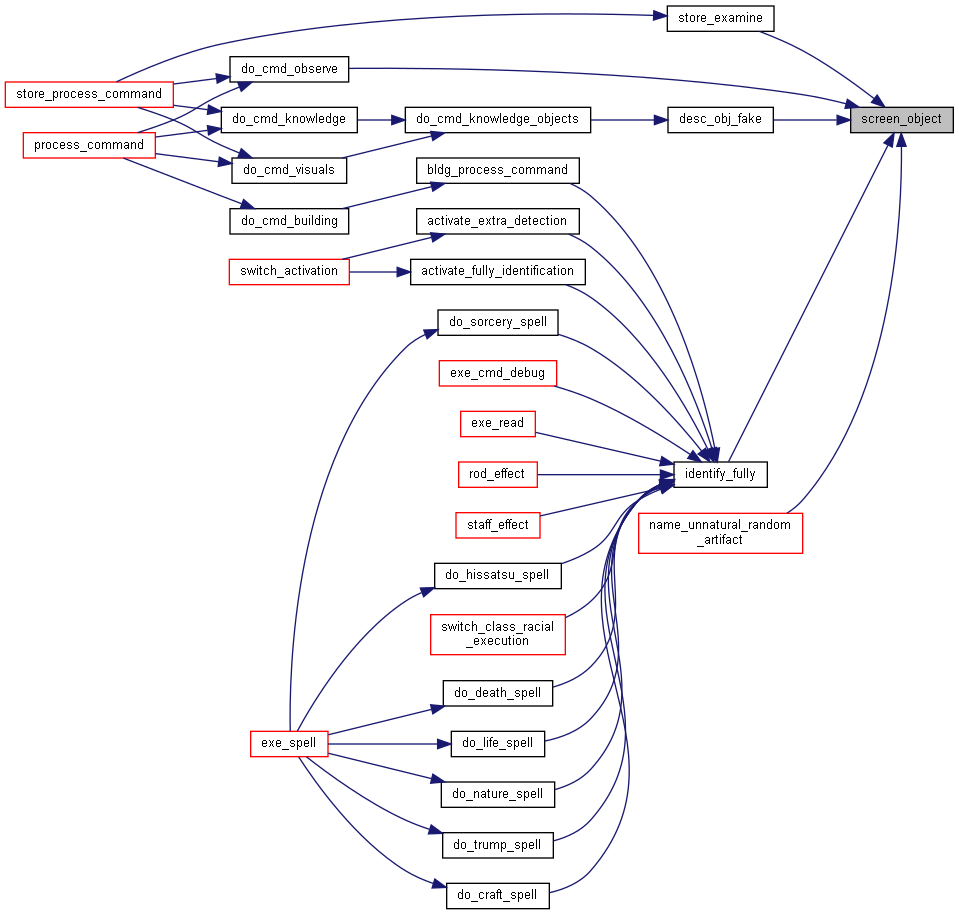 store_examine
do_cmd_observe
store_process_command
do_cmd_knowledge
do_cmd_knowledge_objects
desc_obj_fake
screen_object
process_command
do_cmd_visuals
bldg_process_command
do_cmd_building
activate_extra_detection
switch_activation
activate_fully_identification
do_sorcery_spell
exe_cmd_debug
exe_read
rod_effect
identify_fully
staff_effect
name_unnatural_random
_artifact
do_hissatsu_spell
switch_class_racial
_execution
do_death_spell
exe_spell
do_life_spell
do_nature_spell
do_trump_spell
do_craft_spell